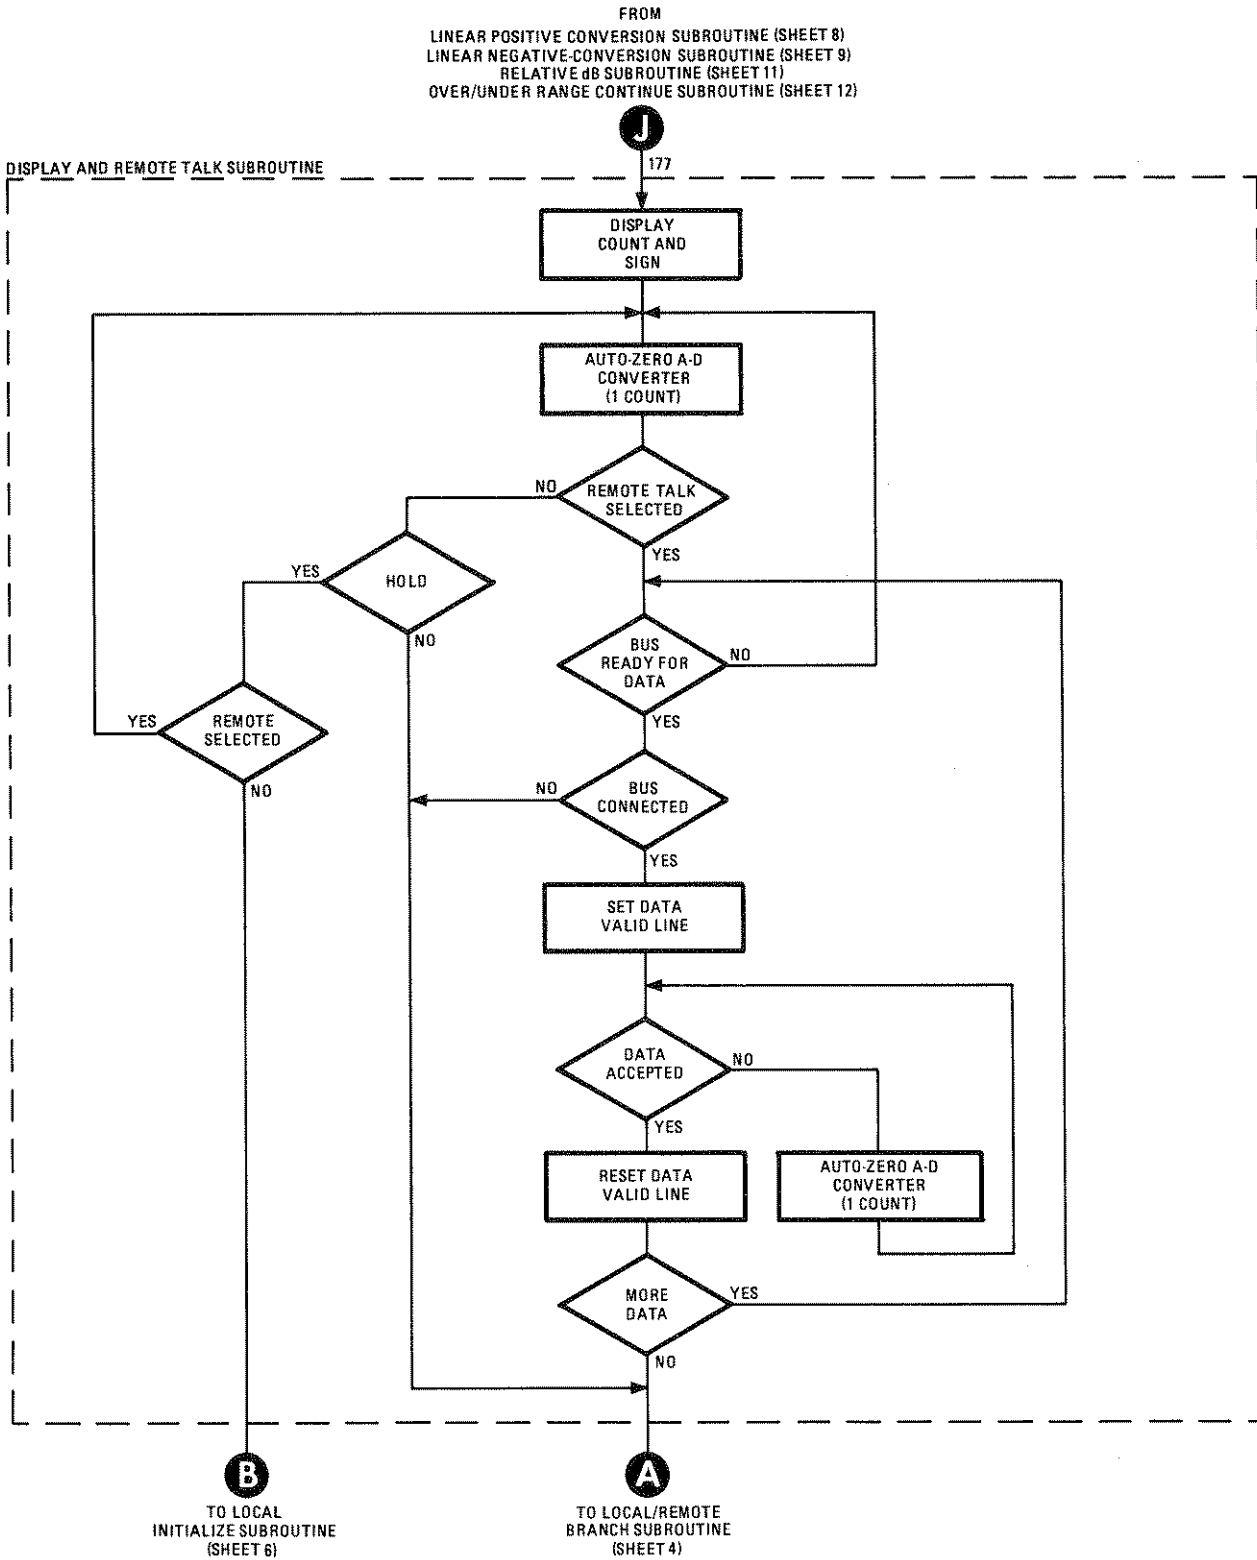 FROM
LINEAR POSITIVE CONVERSION SUBROUTINE (SHEET 8)
LINEAR NEGATIVE-CONVERSION SUBROUTINE (SHEET 9)
RELATIVE dB SUBROUTINE (SHEET 11)
OVER/UNDER RANGE CONTINUE SUBROUTINE (SHEET 12)
J
177
DISPLAY AND REMOTE TALK SUBROUTINE
DISPLAY
COUNT AND
SIGN
AUTO-ZERO A-D
CONVERTER
(1 COUNT)
NO
REMOTE TALK
SELECTED
YES
YES
HOLD
NO
BUS
READY FOR
DATA
NO
YES
YES
REMOTE
SELECTED
NO
NO
BUS
CONNECTED
YES
SET DATA
VALID LINE
DATA
ACCEPTED
NO
YES
RESET DATA
VALID LINE
AUTO-ZERO A-D
CONVERTER
(1 COUNT)
MORE
DATA
YES
NO
B
TO LOCAL
INITIALIZE SUBROUTINE
(SHEET 6)
A
TO LOCAL/REMOTE
BRANCH SUBROUTINE
(SHEET 4)